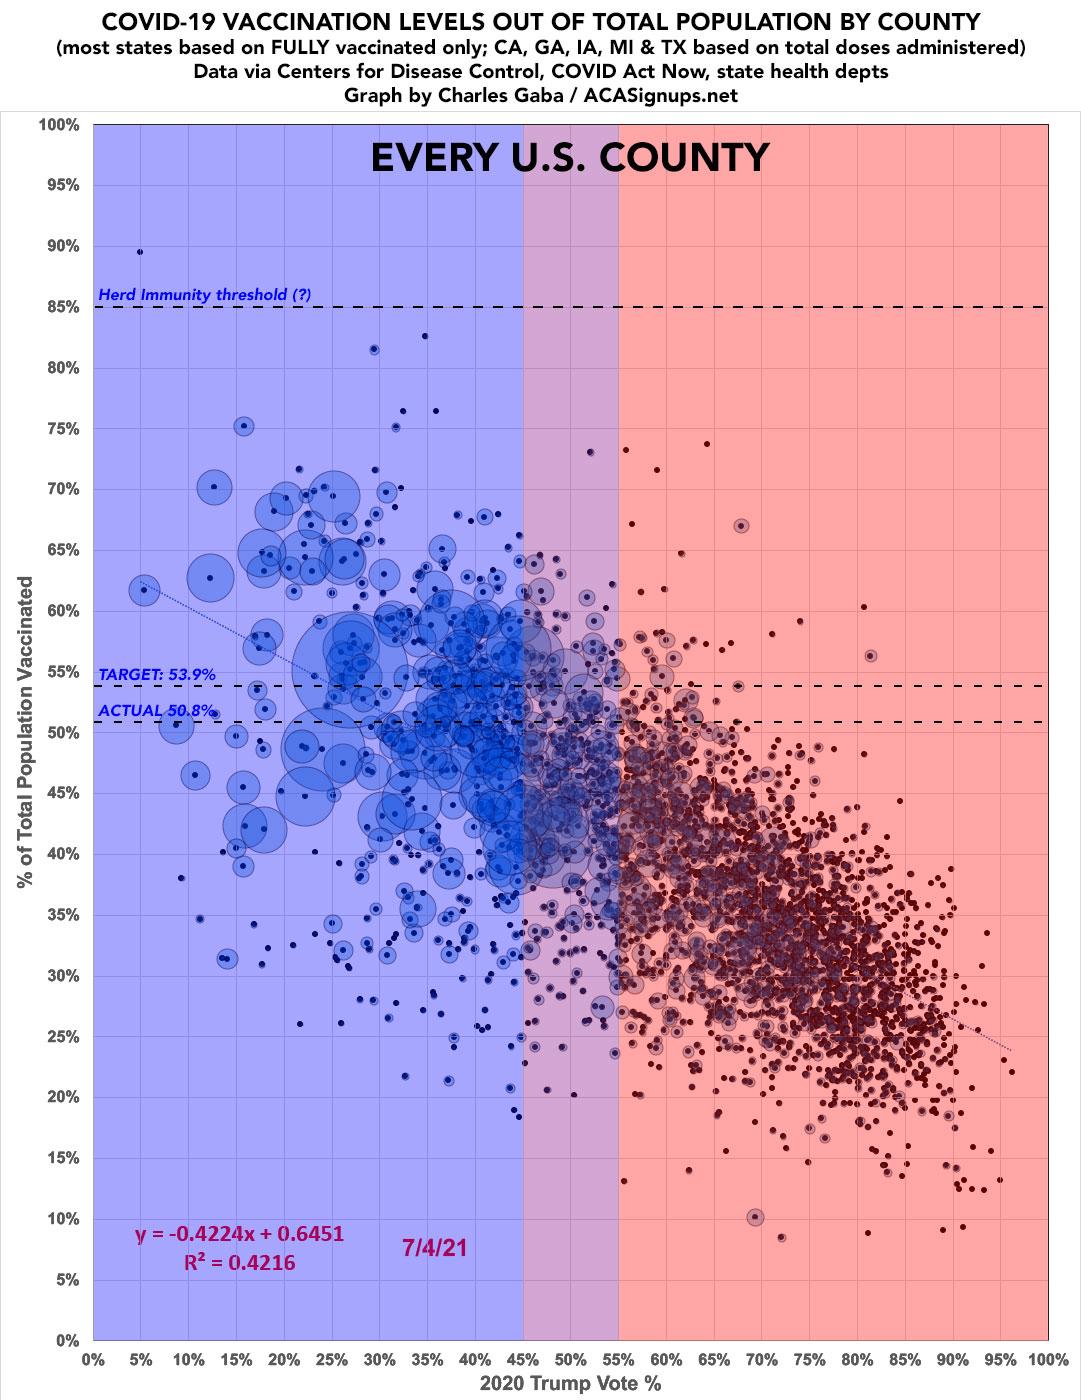 COVID-19 VACCINATION LEVELS OUT OF TOTAL POPULATION BY COUNTY
(most states based on FULLY vaccinated only; CA, GA, IA, MI & TX based on total doses administered)
Data via Centers for Disease Control, COVID Act Now, state health depts
Graph by Charles Gaba / ACASignups.net
EVERY U.S. COUNTY
% of Total Population Vaccinated
100%
95%
90%
85%
80%
75%
70%
65%
60%
55%
50%
45%
40%
35%
30%
25%
20%
15%
10%
5%
0%
Herd Immunity threshold (?)
TARGET: 53.9%
ACTUAL 50.8%
y = -0.4224x + 0.6451
R² = 0.4216
7/4/21
0% 5% 10% 15% 20% 25% 30% 35% 40% 45% 50% 55% 60% 65% 70% 75% 80% 85% 90% 95% 100%
2020 Trump Vote %